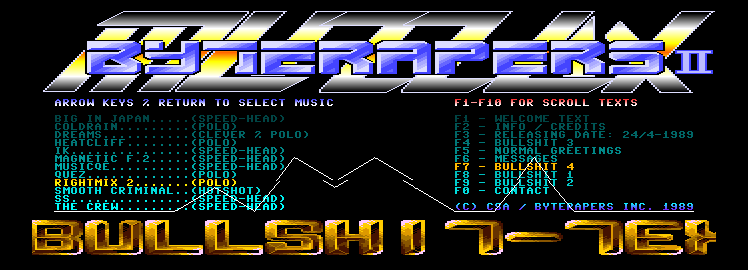 BYTERAPERS II
ARROW KEYS % RETURN TO SELECT MUSIC
BIG IN JAPAN.....(SPEED-HEAD)
COLDRAIN.........(POLO)
DREAMS...........(CLEVER % POLO)
HEATCLIFF........(POLO)
IK...............(SPEED-HEAD)
MAGNETIC F.2.....(SPEED-HEAD)
MUSICQE..........(SPEED-HEAD)
QUEZ.............(POLO)
RIGHTMIX 2.......(POLO)
SMOOTH CRIMINAL..(HOTSHOT)
SS...............(SPEED-HEAD)
THE CREW.........(SPEED-HEAD)
F1-F10 FOR SCROLL TEXTS
F1 - WELCOME TEXT
F2 - INFO / CREDITS
F3 - RELEASING DATE: 24/4-1989
F4 - BULLSHIT 3
F5 - NORMAL GREETINGS
F6 - MESSAGES
F7 - BULLSHIT 4
F8 - BULLSHIT 1
F9 - BULLSHIT 2
F0 - CONTACT
(C) CSA / BYTERAPERS INC. 1989
BULLSHIT-TEX